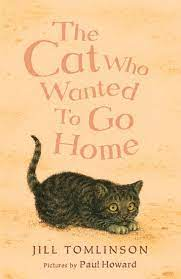 The
Cat Who
Wanted
To Go
Home
JILL TOMLINSON
Pictures by Paul Howard